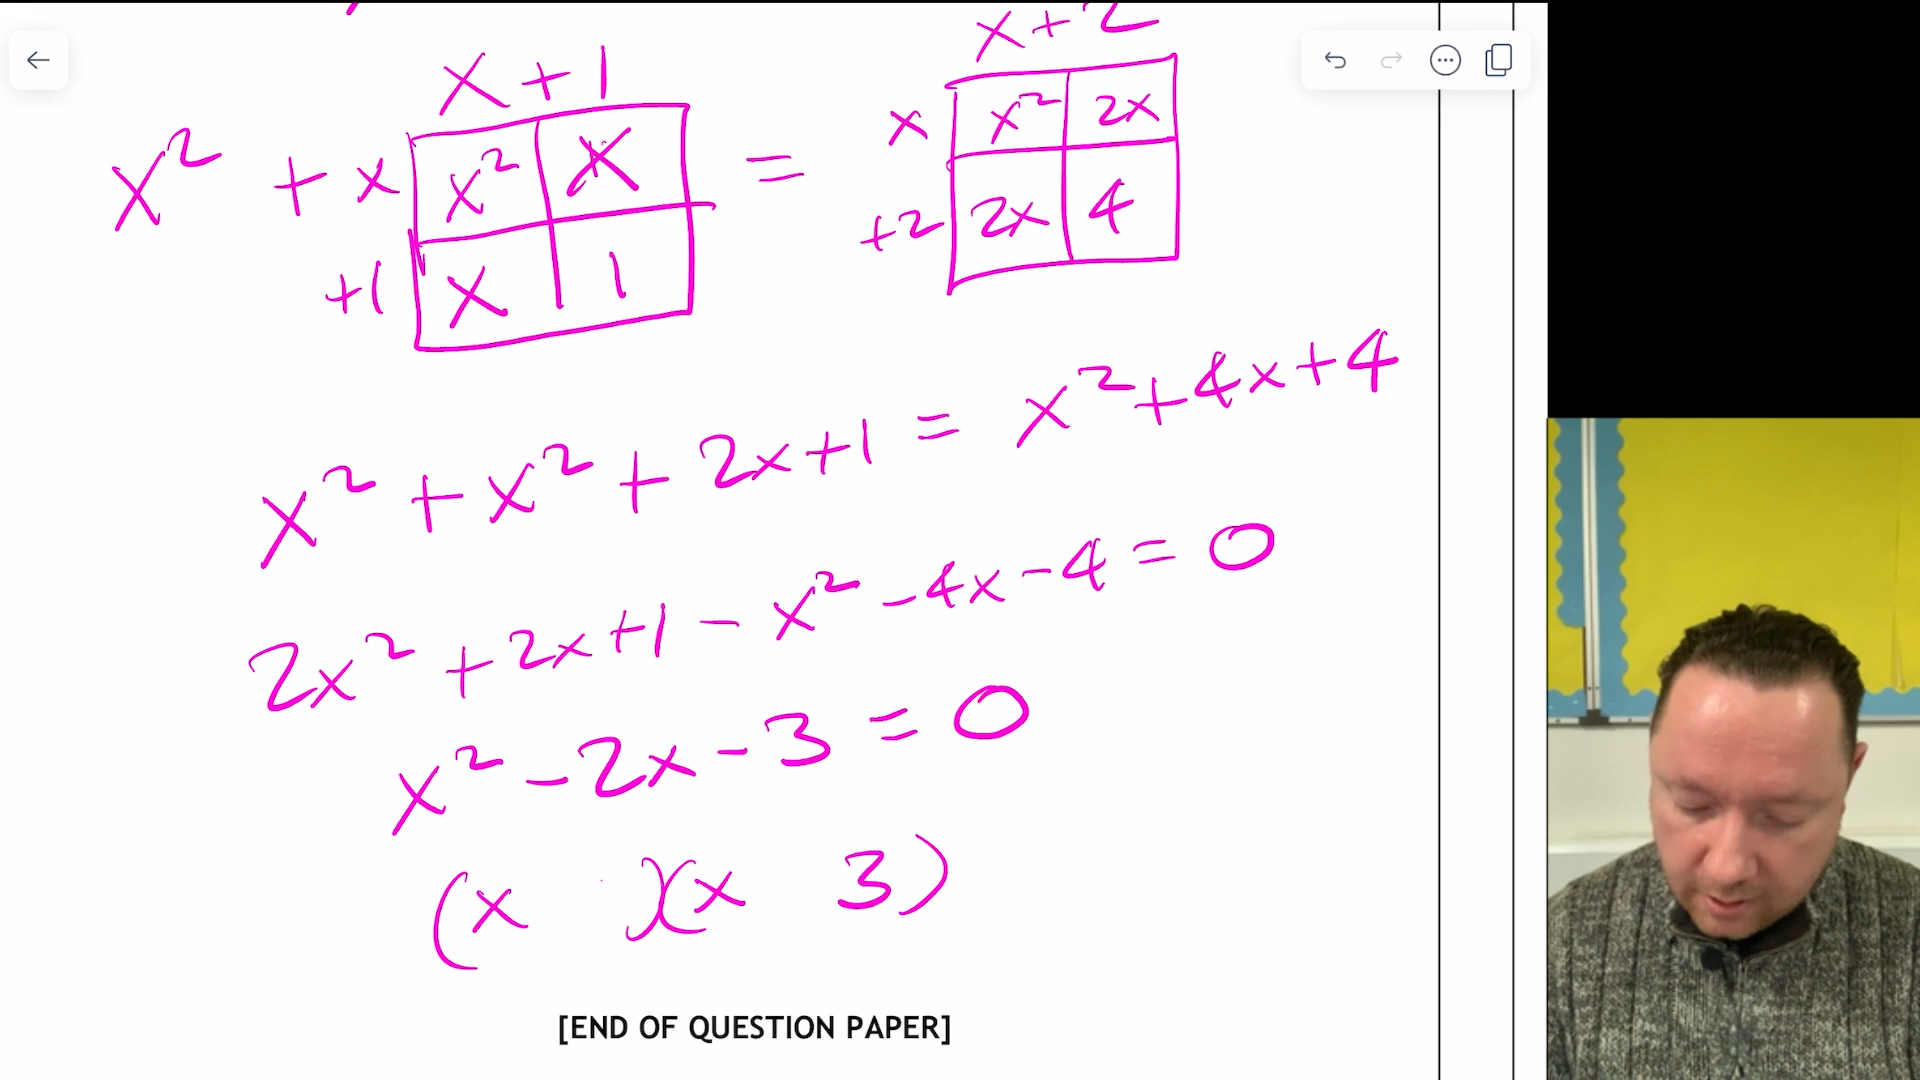 x + 1
x + 2
x² + x
x² x
=
x
x² 2x
+1
x 1
+2
2x 4
x² + x² + 2x + 1 = x² + 4x + 4
2x² + 2x + 1 - x² - 4x - 4 = 0
x² - 2x - 3 = 0
(x )(x 3)
[END OF QUESTION PAPER]